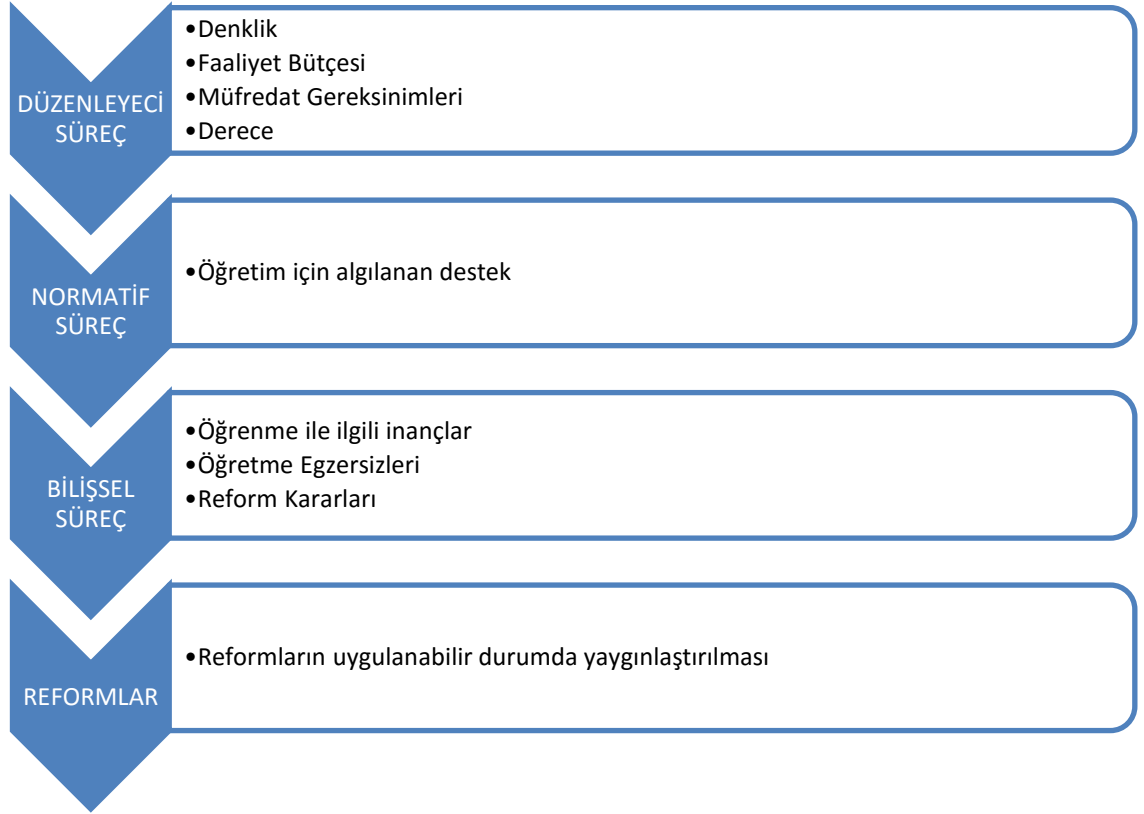 DÜZENLEYECİ
SÜREÇ
•Denklik
•Faaliyet Bütçesi
•Müfredat Gereksinimleri
•Derece
NORMATİF
SÜREÇ
•Öğretim için algılanan destek
BİLİŞSEL
SÜREÇ
•Öğrenme ile ilgili inançlar
•Öğretme Egzersizleri
•Reform Kararları
REFORMLAR
•Reformların uygulanabilir durumda yaygınlaştırılması